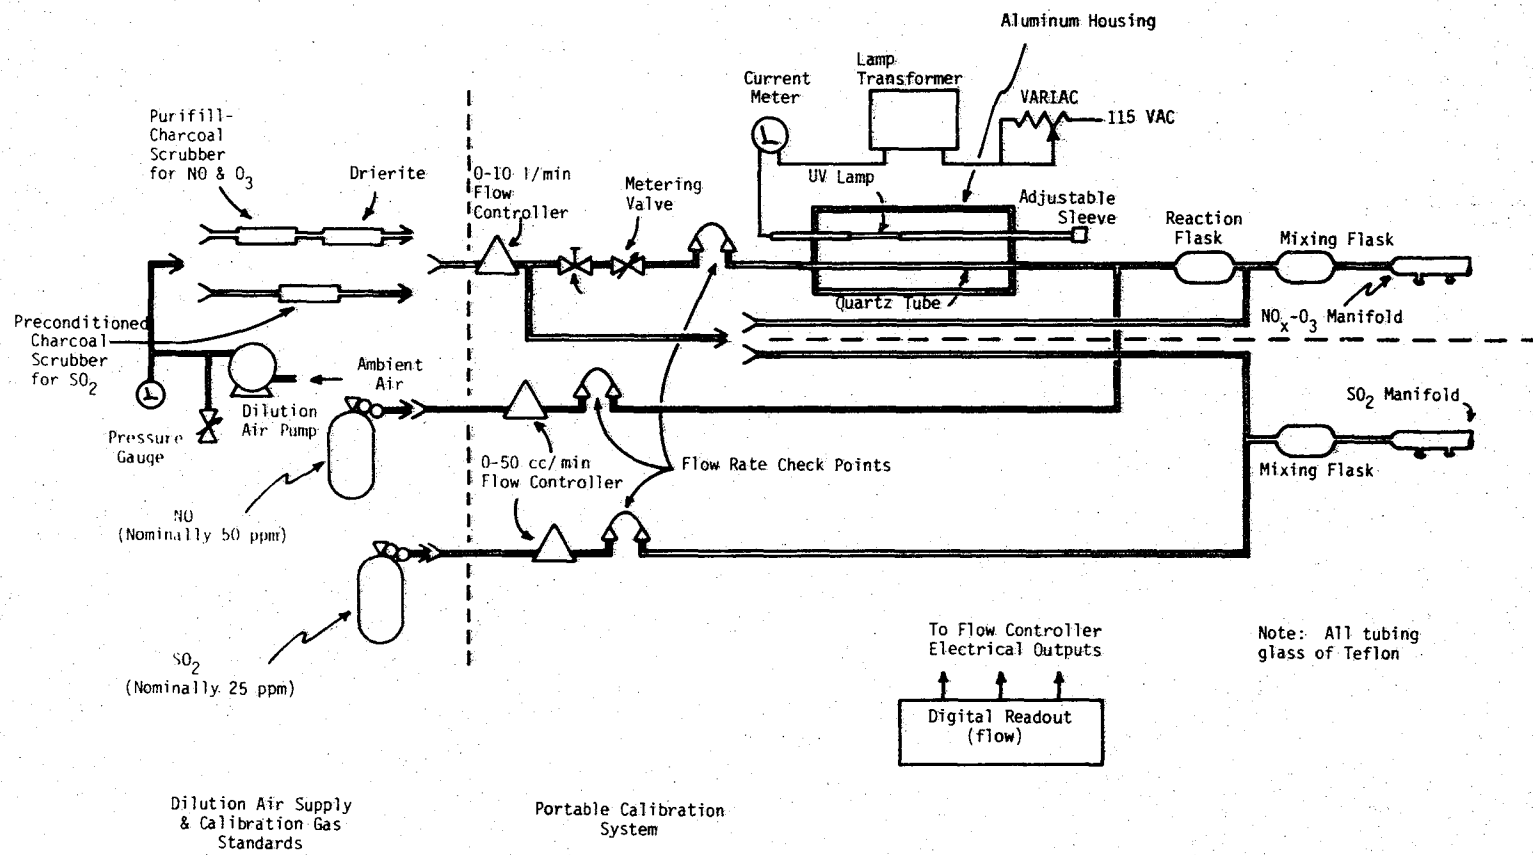 Aluminum Housing
Lamp
Transformer
Current
Meter
VARIAC
115 VAC
Purifill-
Charcoal
Scrubber
for NO & O3
Drierite
0-10 l/min
Flow
Controller
Metering
Valve
UV Lamp
Adjustable
Sleeve
Reaction
Flask
Mixing Flask
Quartz Tube
NOx-O3 Manifold
Preconditioned
Charcoal
Scrubber
for SO2
Ambient
Air
Dilution
Air Pump
Pressure
Gauge
SO2 Manifold
0-50 cc/min
Flow Controller
Flow Rate Check Points
Mixing Flask
NO
(Nominally 50 ppm)
SO2
(Nominally 25 ppm)
To Flow Controller
Electrical Outputs
Note: All tubing
glass of Teflon
Digital Readout
(flow)
Dilution Air Supply
& Calibration Gas
Standards
Portable Calibration
System